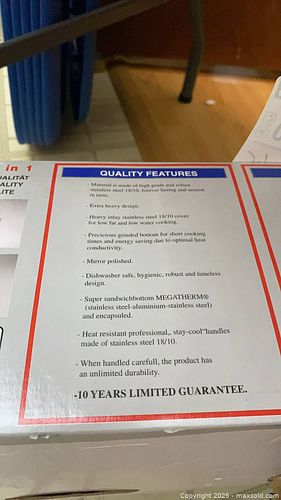 in 1
ALITÄT
ALITY
LITE
QUALITY FEATURES
- Material is made of high grade and robust
stainless steel 18/10, forever lasting and neutral
in taste.
- Extra heavy design.
- Heavy inlay stainless steel 18/10 cover
for low fat and low water cooking.
- Precicious grinded bottom for short cooking
times and energy saving due to optimal heat
conductivity.
- Mirror polished.
- Dishwasher safe, hygienic, robust and timeless
design.
- Super sandwichbottom MEGATHERM®
(stainless steel-aluminium-stainless steel)
and encapsuled.
- Heat resistant professional,, stay-cool"handles
made of stainless steel 18/10.
- When handled carefull, the product has
an unlimited durability.
-10 YEARS LIMITED GUARANTEE.
Copyright © 2025 - maxsold.com